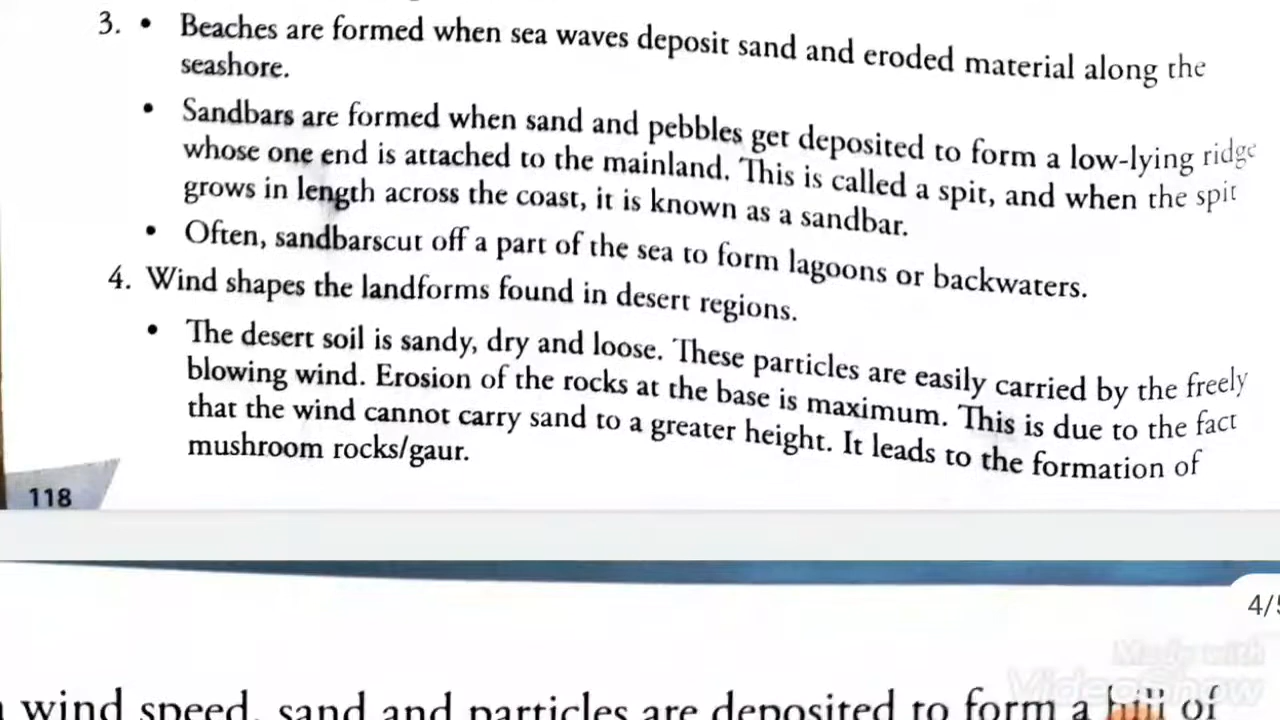 3. • Beaches are formed when sea waves deposit sand and eroded material along the
seashore.
• Sandbars are formed when sand and pebbles get deposited to form a low-lying ridge
whose one end is attached to the mainland. This is called a spit, and when the spit
grows in length across the coast, it is known as a sandbar.
• Often, sandbarscut off a part of the sea to form lagoons or backwaters.
4. Wind shapes the landforms found in desert regions.
• The desert soil is sandy, dry and loose. These particles are easily carried by the freely
blowing wind. Erosion of the rocks at the base is maximum. This is due to the fact
that the wind cannot carry sand to a greater height. It leads to the formation of
mushroom rocks/gaur.
118
4/5
Made with
VideoShow
wind speed, sand and particles are deposited to form a hill of